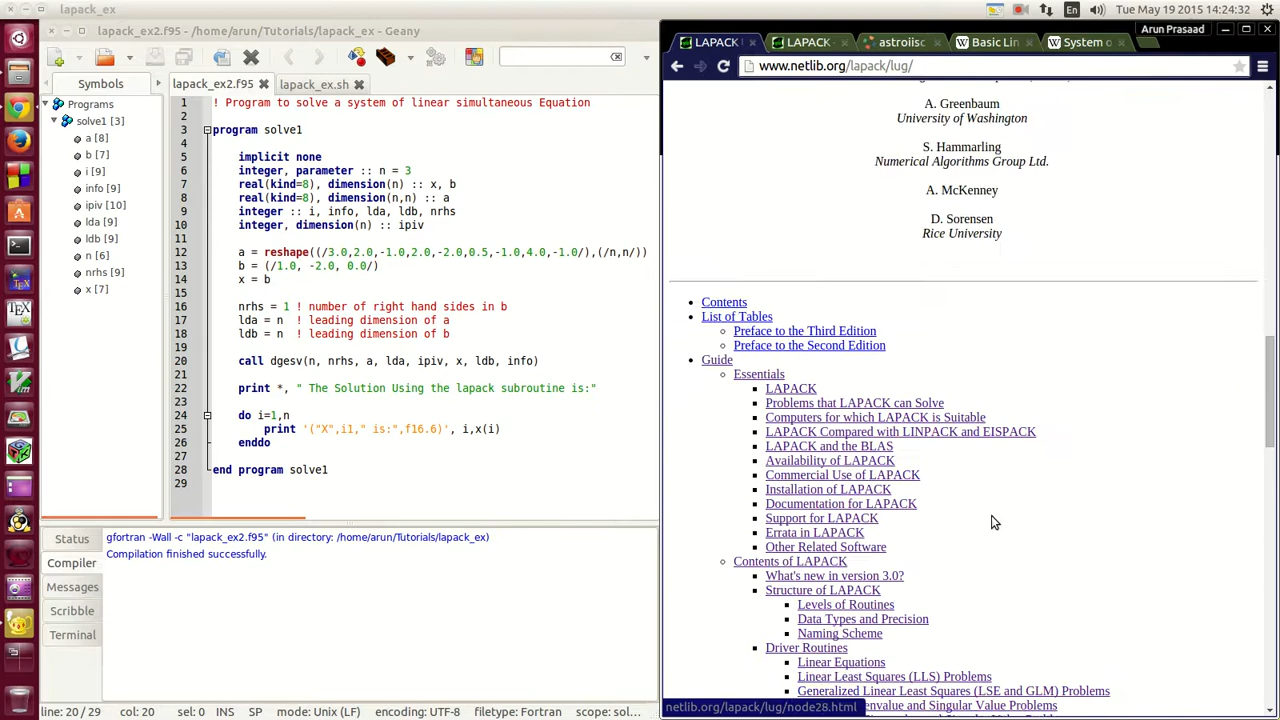 lapack_ex
En
Tue May 19 2015 14:24:32
lapack_ex2.f95 - /home/arun/Tutorials/lapack_ex - Geany
Symbols
Programs
solve1 [3]
a [8]
b [7]
i [9]
info [9]
ipiv [10]
lda [9]
ldb [9]
n [6]
nrhs [9]
x [7]
lapack_ex2.f95
lapack_ex.sh
1 ! Program to solve a system of linear simultaneous Equation
2
3 program solve1
4
5 implicit none
6 integer, parameter :: n = 3
7 real(kind=8), dimension(n) :: x, b
8 real(kind=8), dimension(n,n) :: a
9 integer :: i, info, lda, ldb, nrhs
10 integer, dimension(n) :: ipiv
11
12 a = reshape((/3.0,2.0,-1.0,2.0,-2.0,0.5,-1.0,4.0,-1.0/),(/n,n/))
13 b = (/1.0, -2.0, 0.0/)
14 x = b
15
16 nrhs = 1 ! number of right hand sides in b
17 lda = n ! leading dimension of a
18 ldb = n ! leading dimension of b
19
20 call dgesv(n, nrhs, a, lda, ipiv, x, ldb, info)
21
22 print *, " The Solution Using the lapack subroutine is:"
23
24 do i=1,n
25 print '("X",i1," is:",f16.6)', i,x(i)
26 enddo
27
28 end program solve1
29
Status
Compiler
Messages
Scribble
Terminal
gfortran -Wall -c "lapack_ex2.f95" (in directory: /home/arun/Tutorials/lapack_ex)
Compilation finished successfully.
line: 20 / 29 col: 20 sel: 0 INS SP mode: Unix (LF) encoding: UTF-8 filetype: Fortran scope: sol...
Arun Prasaad
LAPACK
LAPACK
astroiisc
Basic Lin
System o
www.netlib.org/lapack/lug/
A. Greenbaum
University of Washington
S. Hammarling
Numerical Algorithms Group Ltd.
A. McKenney
D. Sorensen
Rice University
Contents
List of Tables
Preface to the Third Edition
Preface to the Second Edition
Guide
Essentials
LAPACK
Problems that LAPACK can Solve
Computers for which LAPACK is Suitable
LAPACK Compared with LINPACK and EISPACK
LAPACK and the BLAS
Availability of LAPACK
Commercial Use of LAPACK
Installation of LAPACK
Documentation for LAPACK
Support for LAPACK
Errata in LAPACK
Other Related Software
Contents of LAPACK
What's new in version 3.0?
Structure of LAPACK
Levels of Routines
Data Types and Precision
Naming Scheme
Driver Routines
Linear Equations
Linear Least Squares (LLS) Problems
Generalized Linear Least Squares (LSE and GLM) Problems
envalue and Singular Value Problems
netlib.org/lapack/lug/node28.html